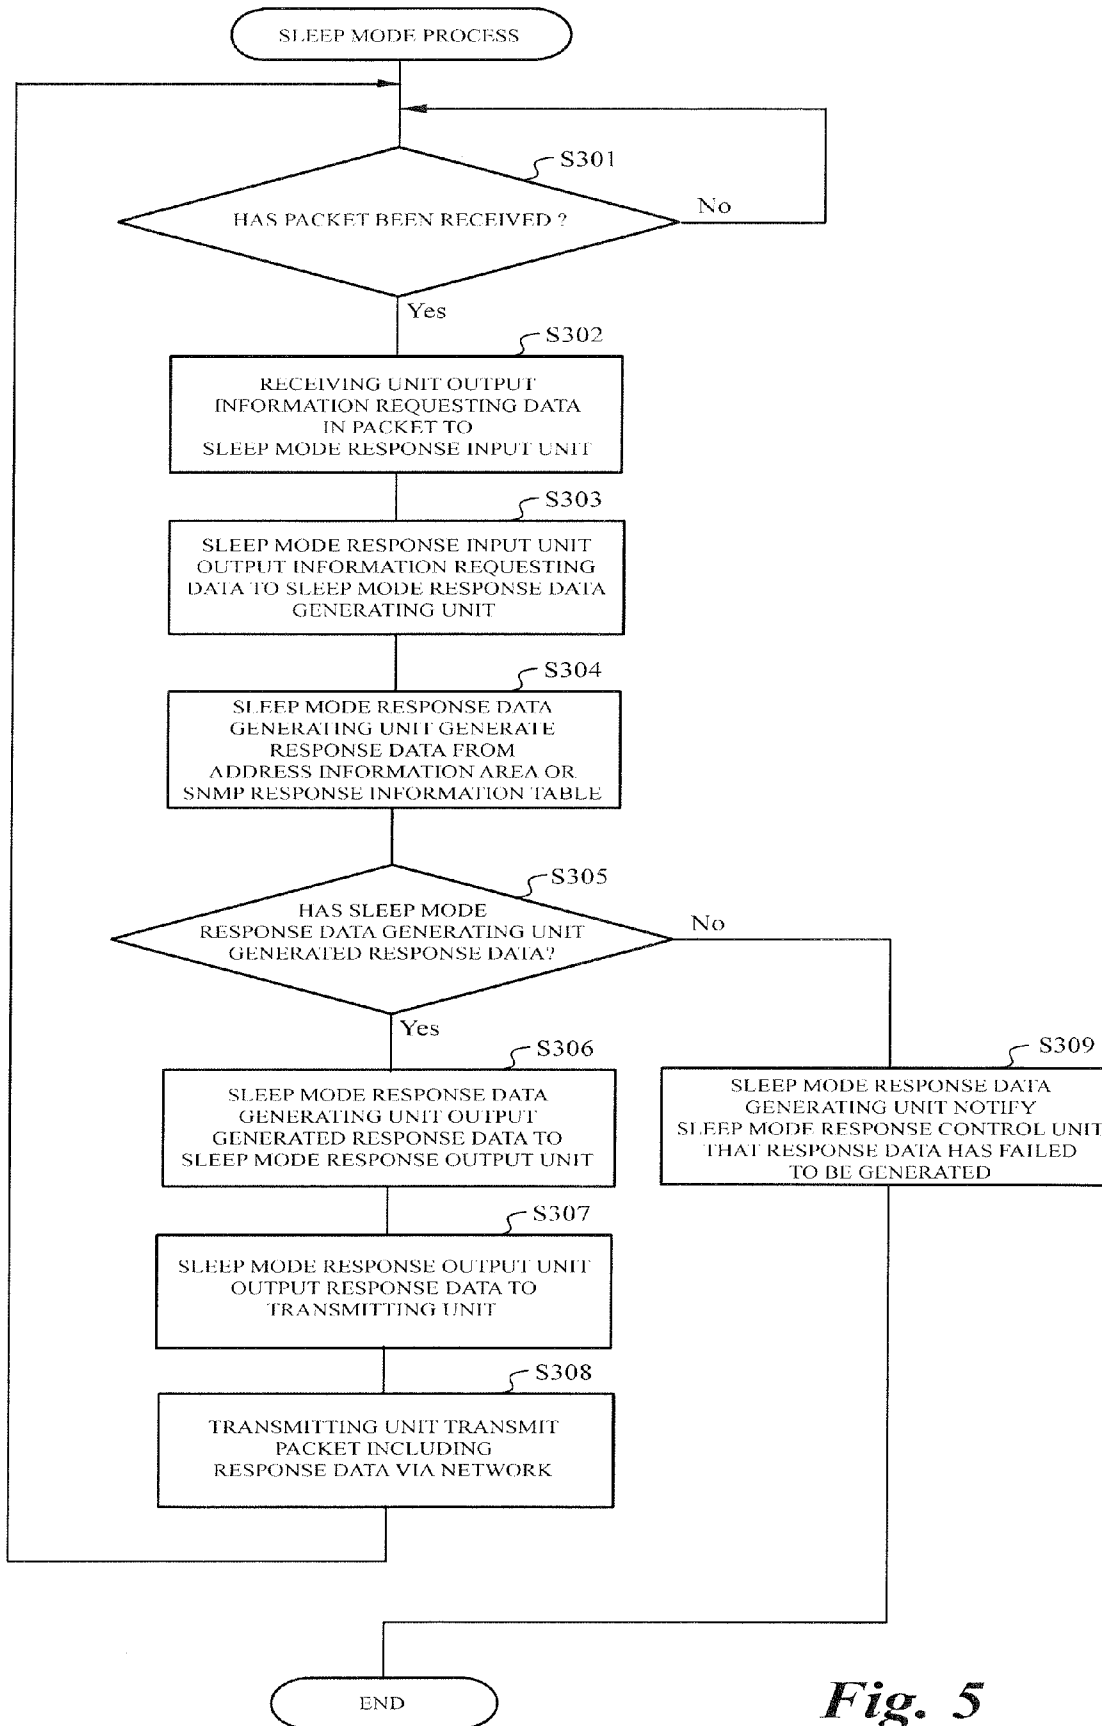 SLEEP MODE PROCESS
S301
HAS PACKET BEEN RECEIVED ?
No
Yes
S302
RECEIVING UNIT OUTPUT
INFORMATION REQUESTING DATA
IN PACKET TO
SLEEP MODE RESPONSE INPUT UNIT
S303
SLEEP MODE RESPONSE INPUT UNIT
OUTPUT INFORMATION REQUESTING
DATA TO SLEEP MODE RESPONSE DATA
GENERATING UNIT
S304
SLEEP MODE RESPONSE DATA
GENERATING UNIT GENERATE
RESPONSE DATA FROM
ADDRESS INFORMATION AREA OR
SNMP RESPONSE INFORMATION TABLE
S305
HAS SLEEP MODE
RESPONSE DATA GENERATING UNIT
GENERATED RESPONSE DATA?
No
Yes
S306
SLEEP MODE RESPONSE DATA
GENERATING UNIT OUTPUT
GENERATED RESPONSE DATA TO
SLEEP MODE RESPONSE OUTPUT UNIT
S309
SLEEP MODE RESPONSE DATA
GENERATING UNIT NOTIFY
SLEEP MODE RESPONSE CONTROL UNIT
THAT RESPONSE DATA HAS FAILED
TO BE GENERATED
S307
SLEEP MODE RESPONSE OUTPUT UNIT
OUTPUT RESPONSE DATA TO
TRANSMITTING UNIT
S308
TRANSMITTING UNIT TRANSMIT
PACKET INCLUDING
RESPONSE DATA VIA NETWORK
END
Fig. 5